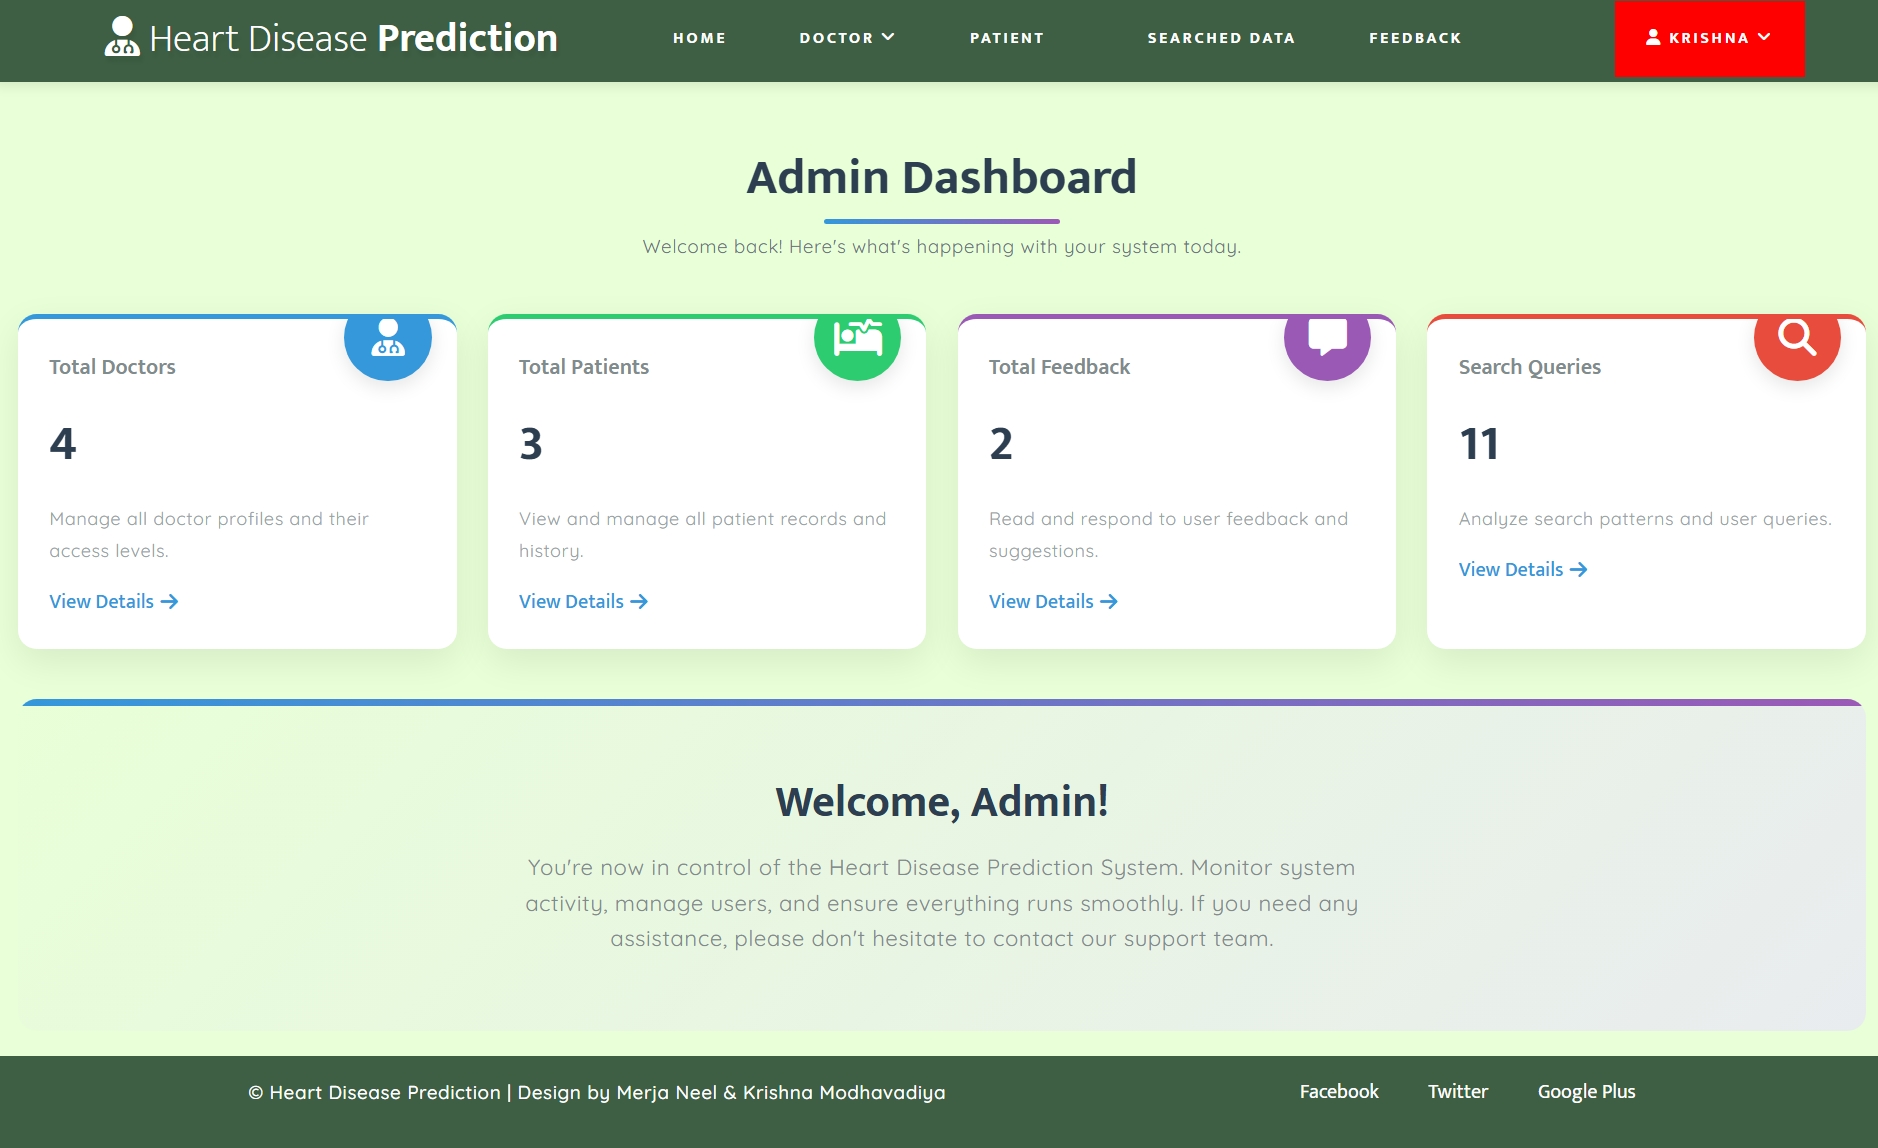 Heart Disease Prediction
HOME
DOCTOR
PATIENT
SEARCHED DATA
FEEDBACK
KRISHNA
Admin Dashboard
Welcome back! Here's what's happening with your system today.
Total Doctors
4
Manage all doctor profiles and their
access levels.
View Details
Total Patients
3
View and manage all patient records and
history.
View Details
Total Feedback
2
Read and respond to user feedback and
suggestions.
View Details
Search Queries
11
Analyze search patterns and user queries.
View Details
Welcome, Admin!
You're now in control of the Heart Disease Prediction System. Monitor system
activity, manage users, and ensure everything runs smoothly. If you need any
assistance, please don't hesitate to contact our support team.
© Heart Disease Prediction | Design by Merja Neel & Krishna Modhavadiya
Facebook
Twitter
Google Plus